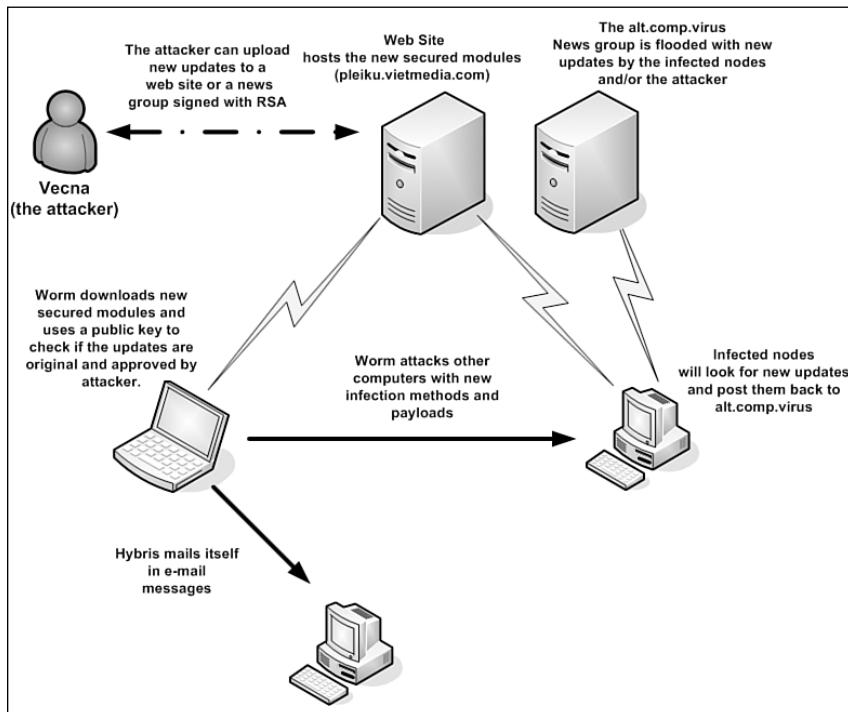 The attacker can upload
new updates to a
web site or a news
group signed with RSA
Web Site
hosts the new secured modules
(pleiku.vietmedia.com)
The alt.comp.virus
News group is flooded with new
updates by the infected nodes
and/or the attacker
Vecna
(the attacker)
Worm downloads new
secured modules and
uses a public key to
check if the updates are
original and approved by
attacker.
Worm attacks other
computers with new
infection methods and
payloads
Infected nodes
will look for new updates
and post them back to
alt.comp.virus
Hybris mails itself
in e-mail
messages